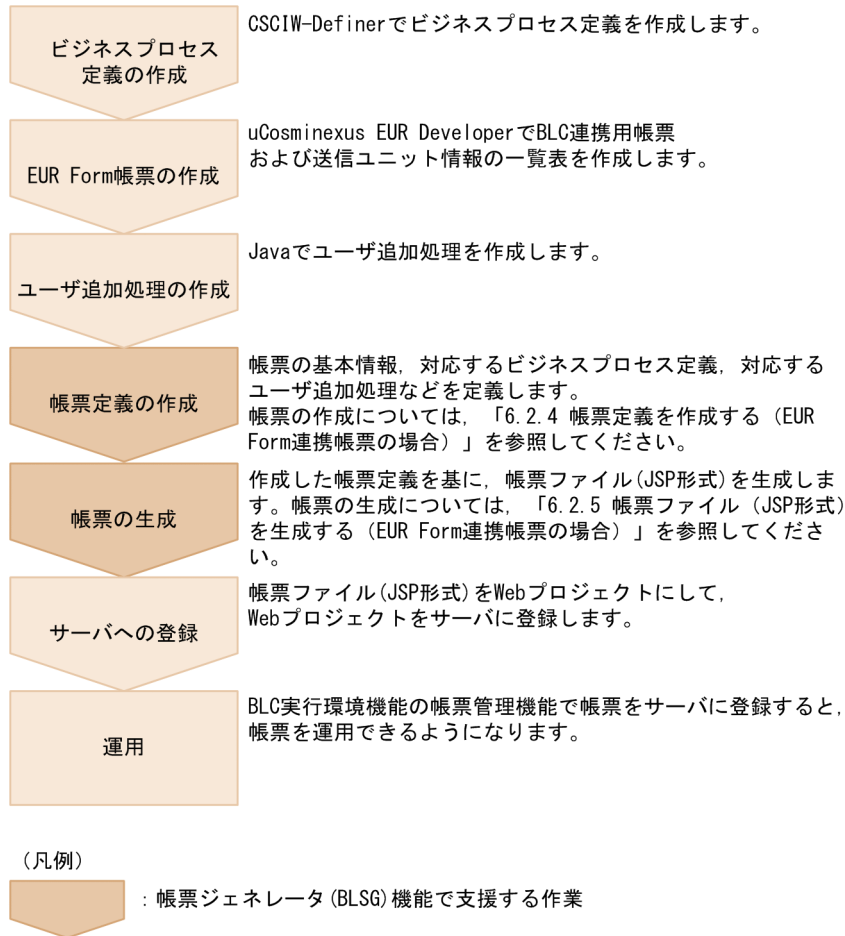 ビジネスプロセス
定義の作成
CSCIW-Definerでビジネスプロセス定義を作成します。
EUR Form帳票の作成
uCosminexus EUR DeveloperでBLC連携用帳票
および送信ユニット情報の一覧表を作成します。
ユーザ追加処理の作成
Javaでユーザ追加処理を作成します。
帳票定義の作成
帳票の基本情報，対応するビジネスプロセス定義，対応する
ユーザ追加処理などを定義します。
帳票の作成については，「6.2.4 帳票定義を作成する（EUR
Form連携帳票の場合）」を参照してください。
帳票の生成
作成した帳票定義を基に，帳票ファイル(JSP形式)を生成しま
す。帳票の生成については，「6.2.5 帳票ファイル（JSP形式）
を生成する（EUR Form連携帳票の場合）」を参照してくださ
い。
サーバへの登録
帳票ファイル(JSP形式)をWebプロジェクトにして，
Webプロジェクトをサーバに登録します。
運用
BLC実行環境機能の帳票管理機能で帳票をサーバに登録すると，
帳票を運用できるようになります。
（凡例）
：帳票ジェネレータ(BLSG)機能で支援する作業